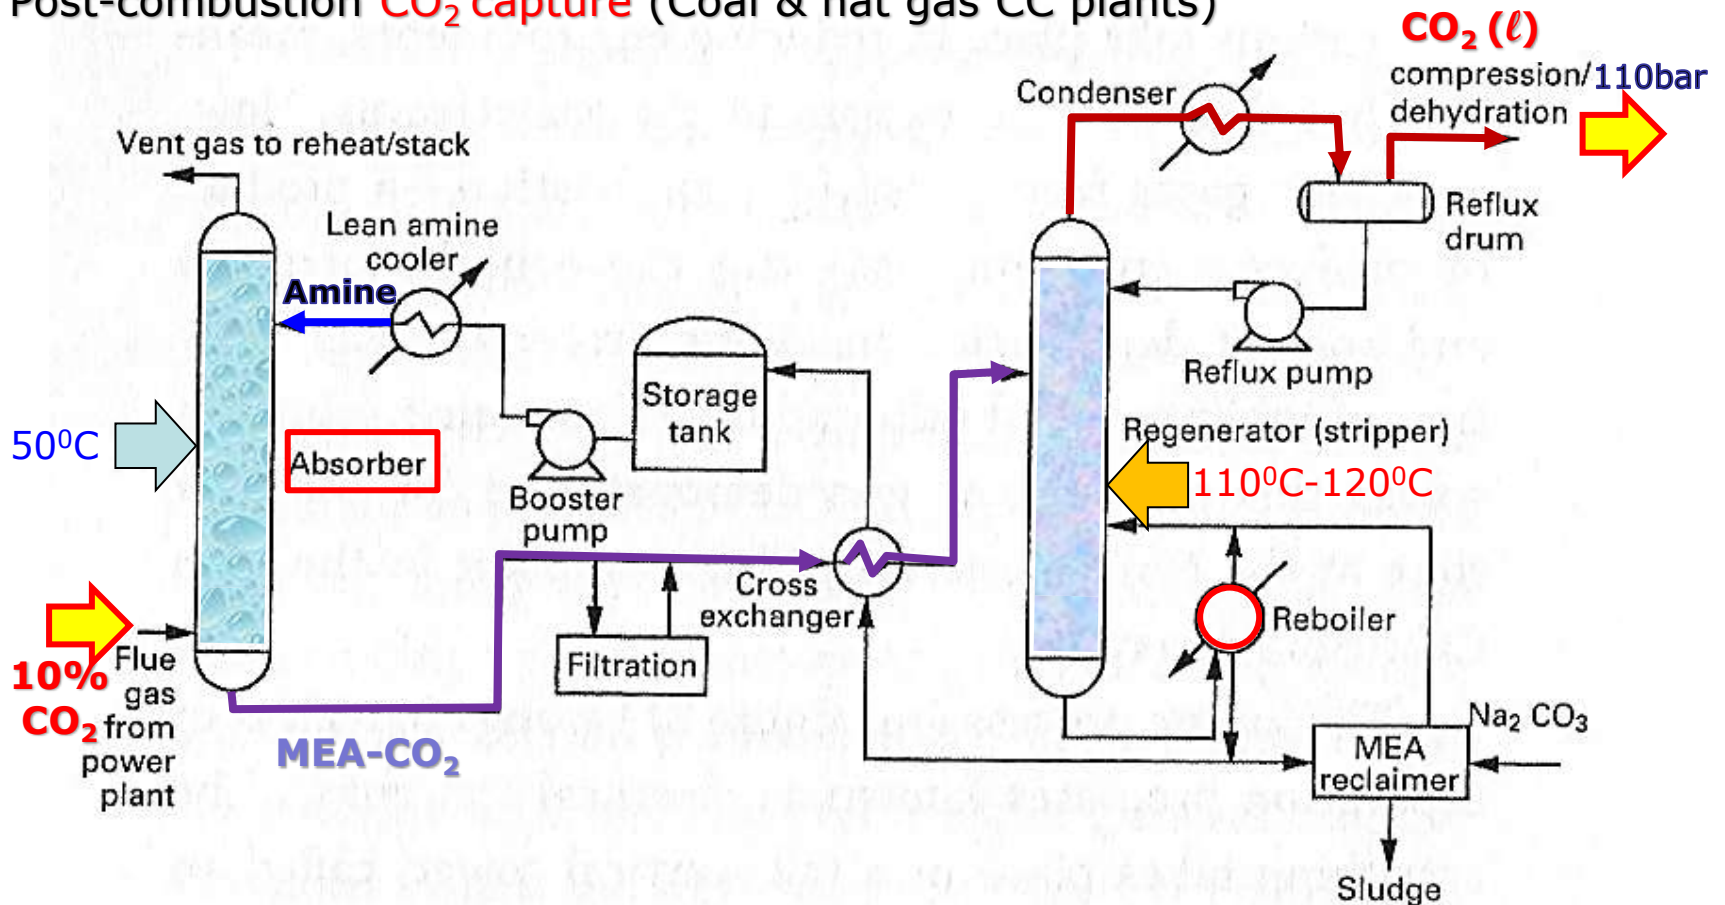 Post-combustion CO₂ capture (Coal & nat gas CC plants)
CO₂ (ℓ)
compression/110bar
dehydration
Condenser
Vent gas to reheat/stack
Reflux
drum
Lean amine
cooler
Amine
Reflux pump
Storage
tank
Regenerator (stripper)
110⁰C-120⁰C
50⁰C
Absorber
Booster
pump
Cross
exchanger
Reboiler
Filtration
10%
CO₂
Flue
gas
from
power
plant
MEA-CO₂
Na₂ CO₃
MEA
reclaimer
Sludge